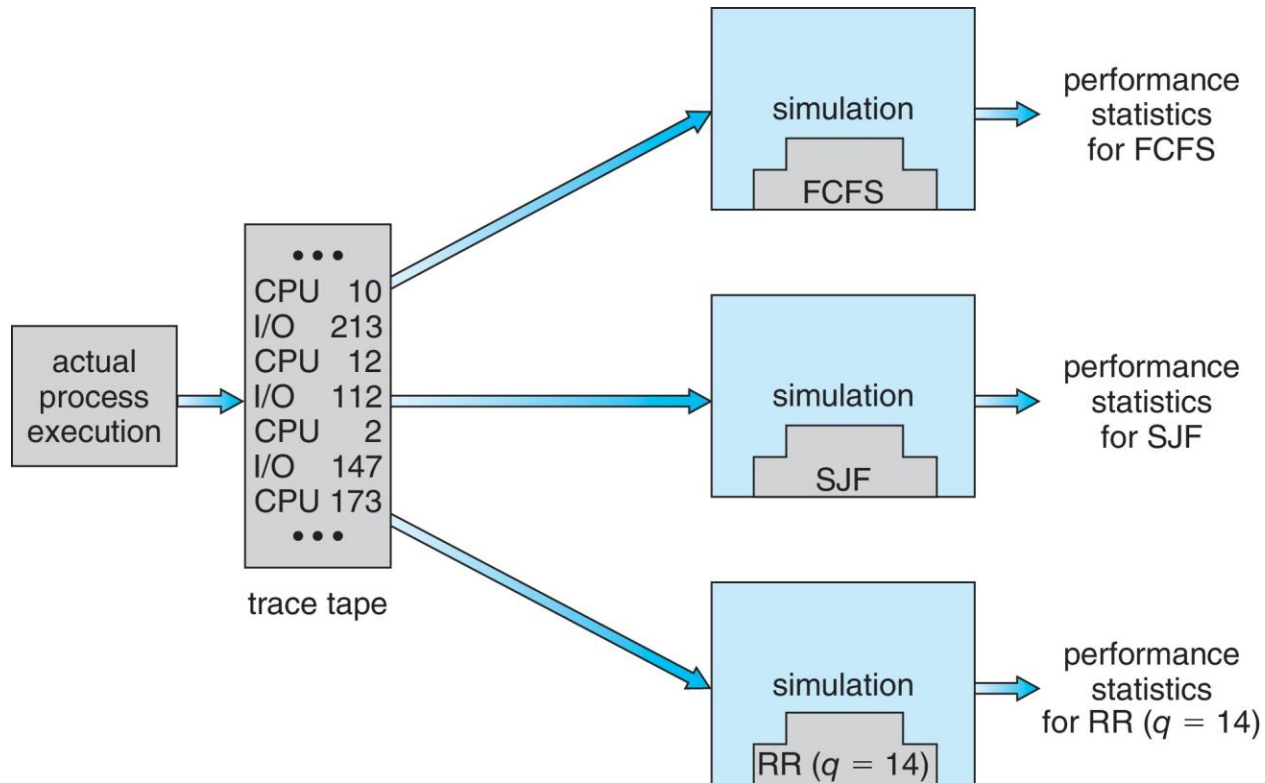 actual
process
execution
• • •
CPU 10
I/O 213
CPU 12
I/O 112
CPU 2
I/O 147
CPU 173
• • •
trace tape
simulation
FCFS
performance
statistics
for FCFS
simulation
SJF
performance
statistics
for SJF
simulation
RR (q = 14)
performance
statistics
for RR (q = 14)